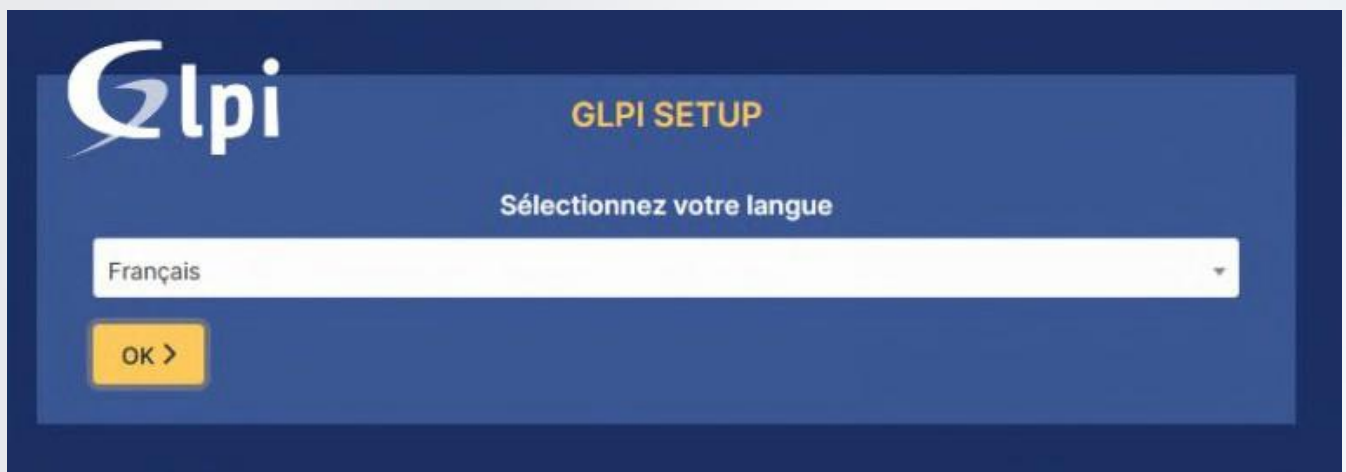 Glpi
GLPI SETUP
Sélectionnez votre langue
Français
OK >